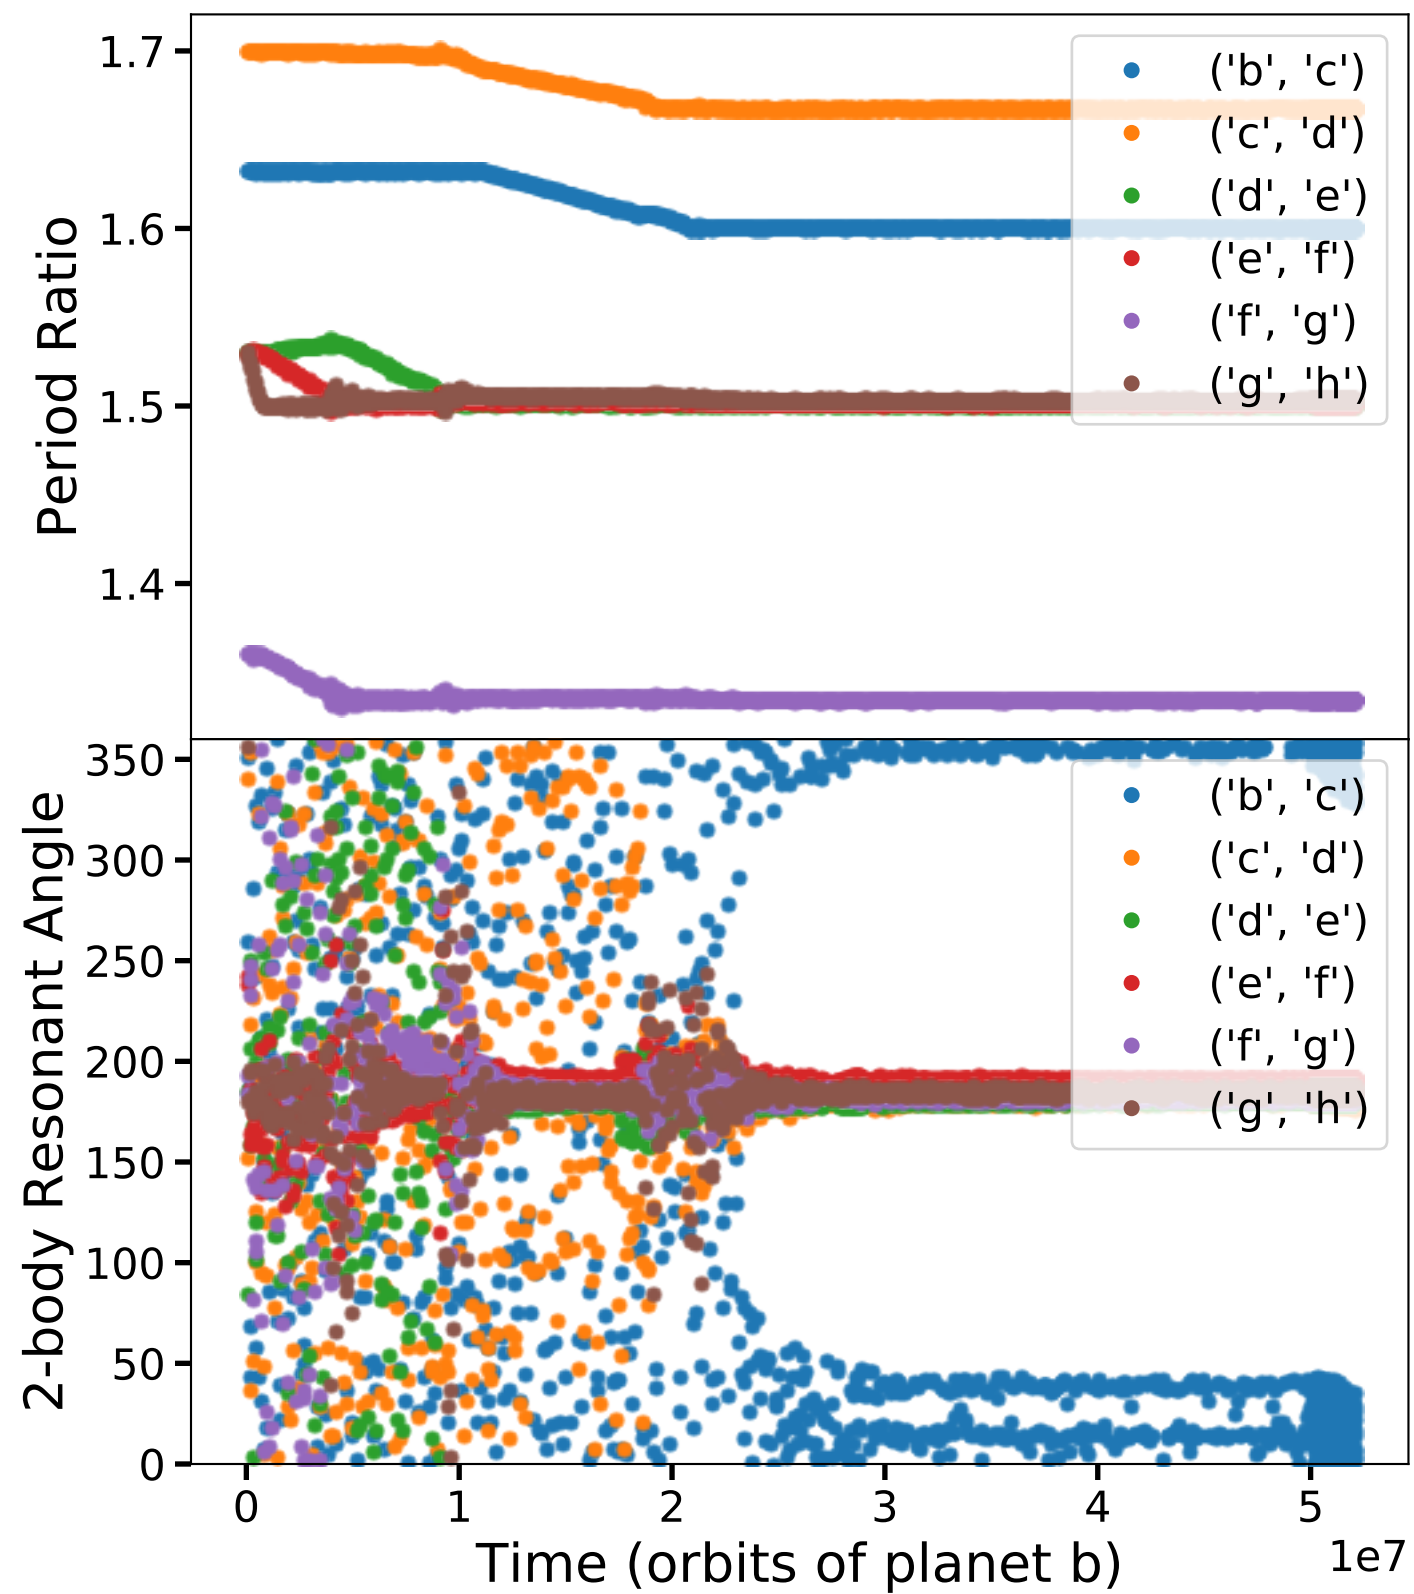 Period Ratio
1.7
1.6
1.5
1.4
('b', 'c')
('c', 'd')
('d', 'e')
('e', 'f')
('f', 'g')
('g', 'h')
2-body Resonant Angle
350
300
250
200
150
100
50
0
('b', 'c')
('c', 'd')
('d', 'e')
('e', 'f')
('f', 'g')
('g', 'h')
0 1 2 3 4 5
1e7
Time (orbits of planet b)